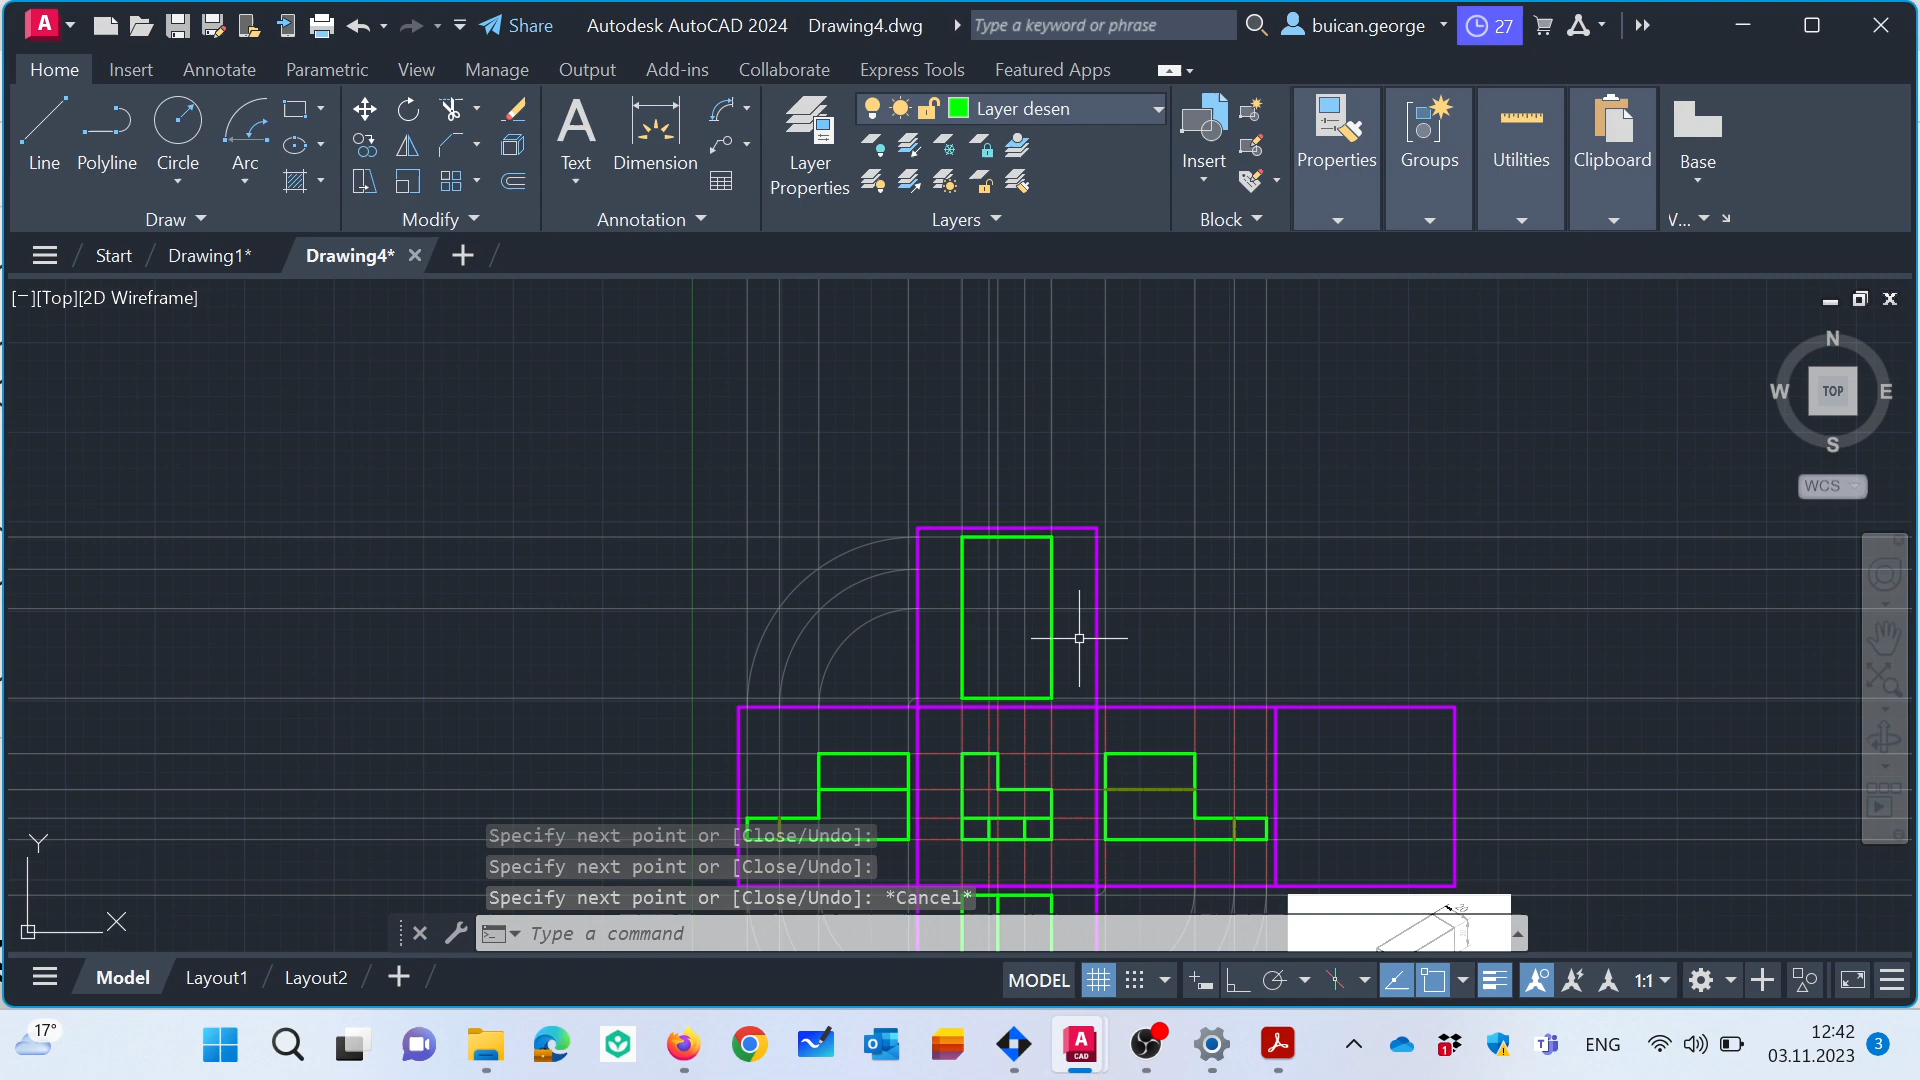 A Share Autodesk AutoCAD 2024 Drawing4.dwg Type a keyword or phrase buican.george 27
Home Insert Annotate Parametric View Manage Output Add-ins Collaborate Express Tools Featured Apps
Line Polyline Circle Arc
Draw
Modify
A
Text Dimension
Annotation
Layer Properties
Layer desen
Layers
Insert
Block
Properties
Groups
Utilities
Clipboard
Base
V...
Start Drawing1* Drawing4*
[−][Top][2D Wireframe]
N
W TOP E
S
WCS
Y
X
Specify next point or [Close/Undo]:
Specify next point or [Close/Undo]:
Specify next point or [Close/Undo]: *Cancel*
Type a command
Model Layout1 Layout2
MODEL 1:1
17°
A
CAD
1
ENG
12:42
03.11.2023
3